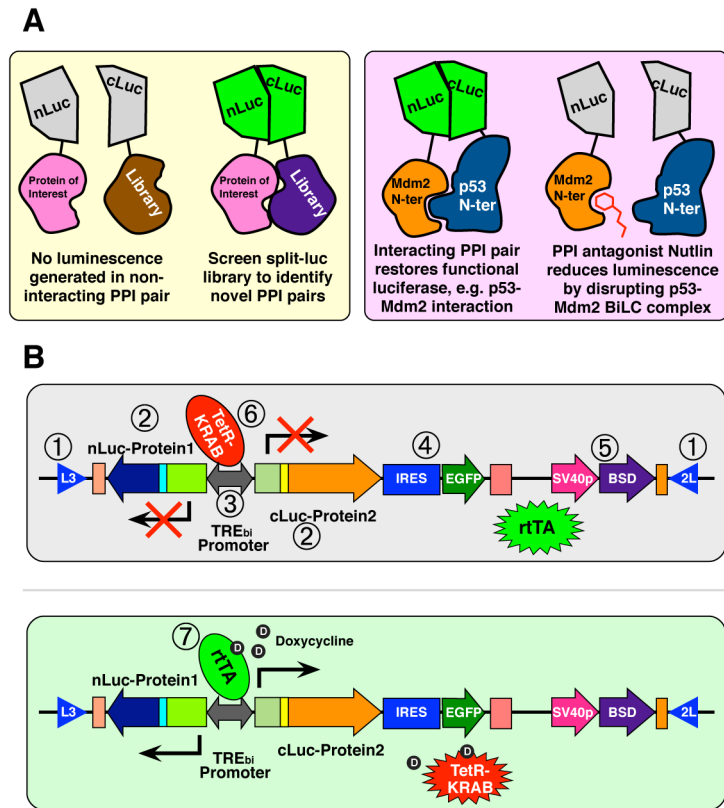 A
nLuc
cLuc
Protein of
Interest
Library
No luminescence
generated in non-
interacting PPI pair
nLuc
cLuc
Protein of
Interest
Library
Screen split-luc
library to identify
novel PPI pairs
nLuc
cLuc
Mdm2
N-ter
p53
N-ter
Interacting PPI pair
restores functional
luciferase, e.g. p53-
Mdm2 interaction
nLuc
cLuc
Mdm2
N-ter
p53
N-ter
PPI antagonist Nutlin
reduces luminescence
by disrupting p53-
Mdm2 BiLC complex
B
① ② ⑥ ④ ⑤ ①
TetR-
KRAB
nLuc-Protein1
L3
IRES
EGFP
SV40p
BSD
2L
③
TREbi
Promoter
cLuc-Protein2
②
rtTA
⑦
rtTA
D
D
D
Doxycycline
nLuc-Protein1
L3
IRES
EGFP
SV40p
BSD
2L
TREbi
Promoter
cLuc-Protein2
D
D
TetR-
KRAB